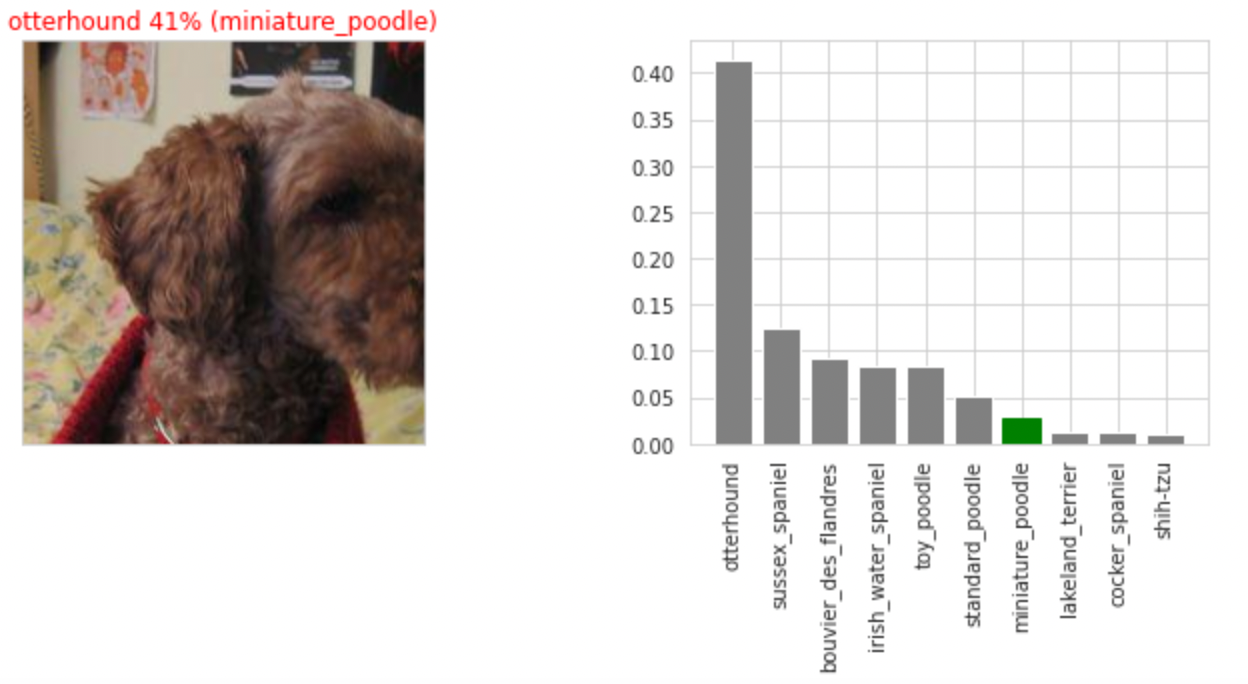 otterhound 41% (miniature_poodle)
0.40
0.35
0.30
0.25
0.20
0.15
0.10
0.05
0.00
otterhound
sussex_spaniel
bouvier_des_flandres
irish_water_spaniel
toy_poodle
standard_poodle
miniature_poodle
lakeland_terrier
cocker_spaniel
shih-tzu